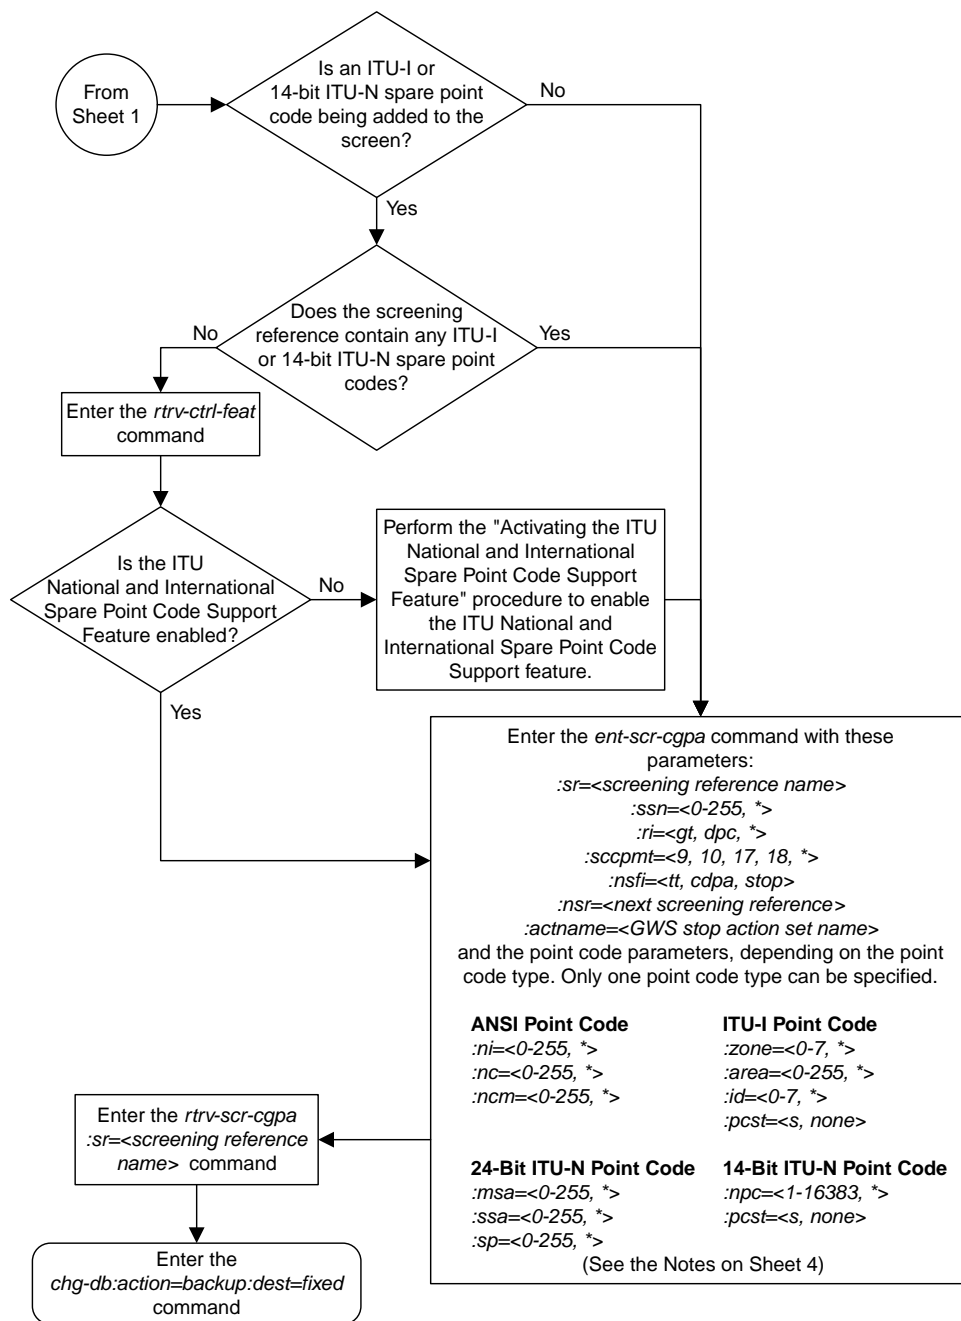 From
Sheet 1
Is an ITU-I or
14-bit ITU-N spare point
code being added to the
screen?
No
Yes
Does the screening
reference contain any ITU-I
or 14-bit ITU-N spare point
codes?
No
Yes
Enter the rtrv-ctrl-feat
command
Is the ITU
National and International
Spare Point Code Support
Feature enabled?
No
Yes
Perform the "Activating the ITU
National and International
Spare Point Code Support
Feature" procedure to enable
the ITU National and
International Spare Point Code
Support feature.
Enter the ent-scr-cgpa command with these
parameters:
:sr=<screening reference name>
:ssn=<0-255, *>
:ri=<gt, dpc, *>
:sccpmt=<9, 10, 17, 18, *>
:nsfi=<tt, cdpa, stop>
:nsr=<next screening reference>
:actname=<GWS stop action set name>
and the point code parameters, depending on the point
code type. Only one point code type can be specified.
ANSI Point Code
:ni=<0-255, *>
:nc=<0-255, *>
:ncm=<0-255, *>
ITU-I Point Code
:zone=<0-7, *>
:area=<0-255, *>
:id=<0-7, *>
:pcst=<s, none>
24-Bit ITU-N Point Code
:msa=<0-255, *>
:ssa=<0-255, *>
:sp=<0-255, *>
14-Bit ITU-N Point Code
:npc=<1-16383, *>
:pcst=<s, none>
(See the Notes on Sheet 4)
Enter the rtrv-scr-cgpa
:sr=<screening reference
name> command
Enter the
chg-db:action=backup:dest=fixed
command